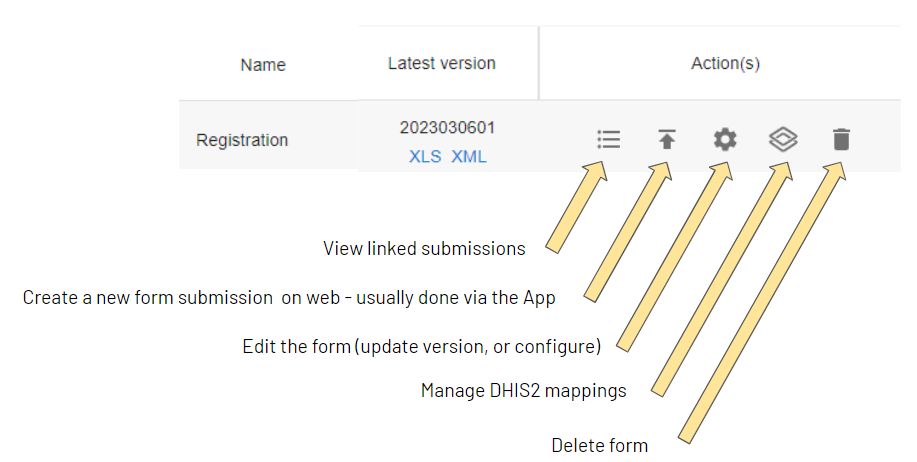 Name Latest version Action(s)
Registration 2023030601
XLS XML
View linked submissions
Create a new form submission on web - usually done via the App
Edit the form (update version, or configure)
Manage DHIS2 mappings
Delete form